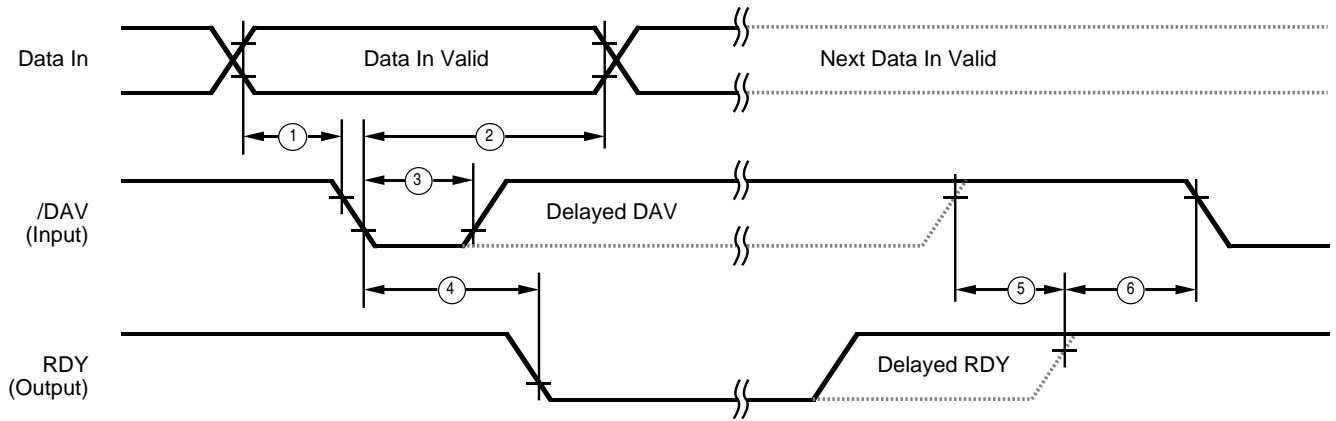 Data In
Data In Valid
Next Data In Valid
1
2
3
/DAV
(Input)
Delayed DAV
4
5
6
RDY
(Output)
Delayed RDY